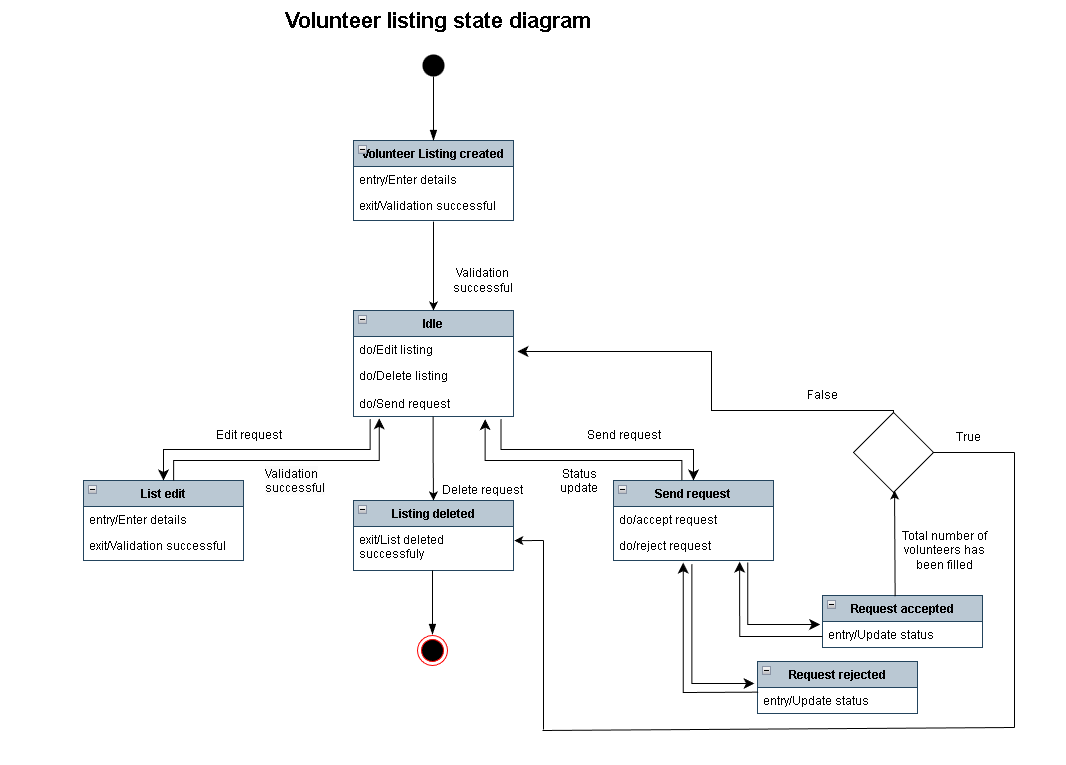 Volunteer listing state diagram
Volunteer Listing created
entry/Enter details
exit/Validation successful
Validation
successful
Idle
do/Edit listing
do/Delete listing
do/Send request
False
True
Edit request
Validation
successful
Send request
Status
update
Delete request
List edit
entry/Enter details
exit/Validation successful
Listing deleted
exit/List deleted
successfuly
Send request
do/accept request
do/reject request
Total number of
volunteers has
been filled
Request accepted
entry/Update status
Request rejected
entry/Update status